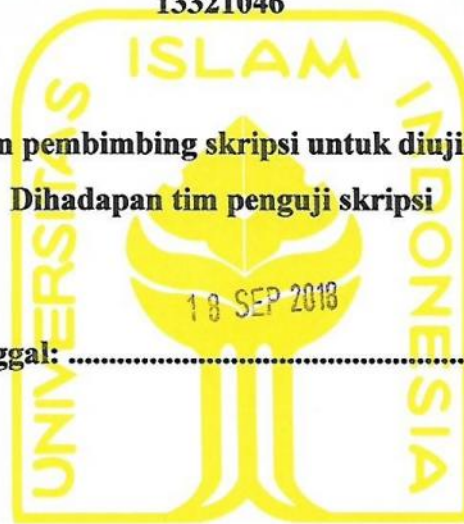 13321046
UNIVERSITAS ISLAM INDONESIA
pembimbing skripsi untuk diuji
Dihadapan tim penguji skripsi
18 SEP 2018
ggal: ................................................